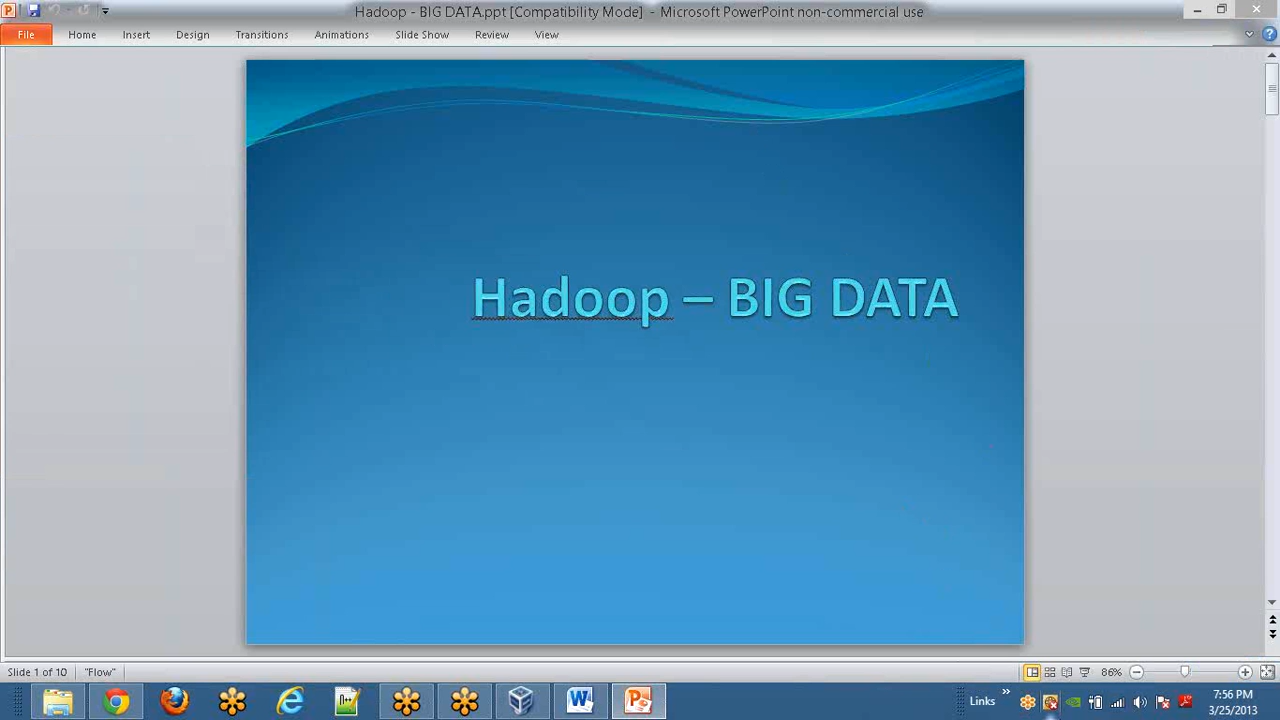 Hadoop - BIG DATA.ppt [Compatibility Mode] - Microsoft PowerPoint non-commercial use
File Home Insert Design Transitions Animations Slide Show Review View
Hadoop – BIG DATA
Slide 1 of 10 "Flow" 86%
Links
7:56 PM
3/25/2013